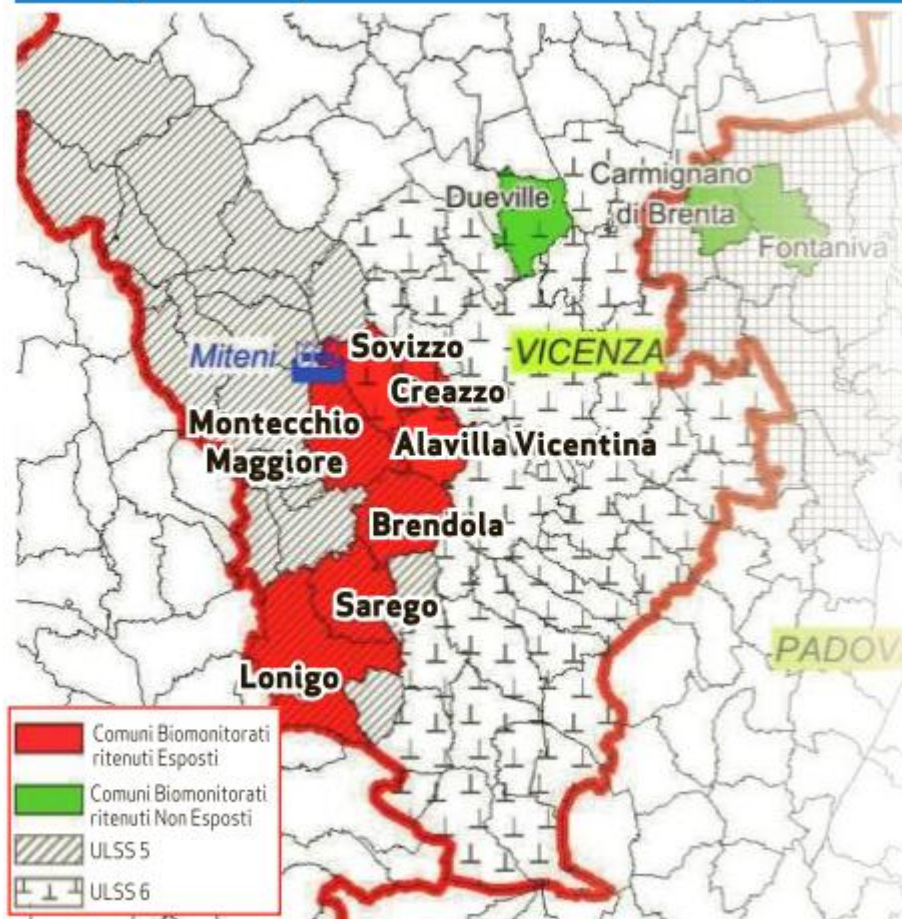 Dueville
Carmignano
di Brenta
Fontaniva
Miteni
Sovizzo
VICENZA
Creazzo
Montecchio
Maggiore
Alavilla Vicentina
Brendola
Sarego
PADOV
Lonigo
Comuni Biomonitorati
ritenuti Esposti
Comuni Biomonitorati
ritenuti Non Esposti
ULSS 5
ULSS 6